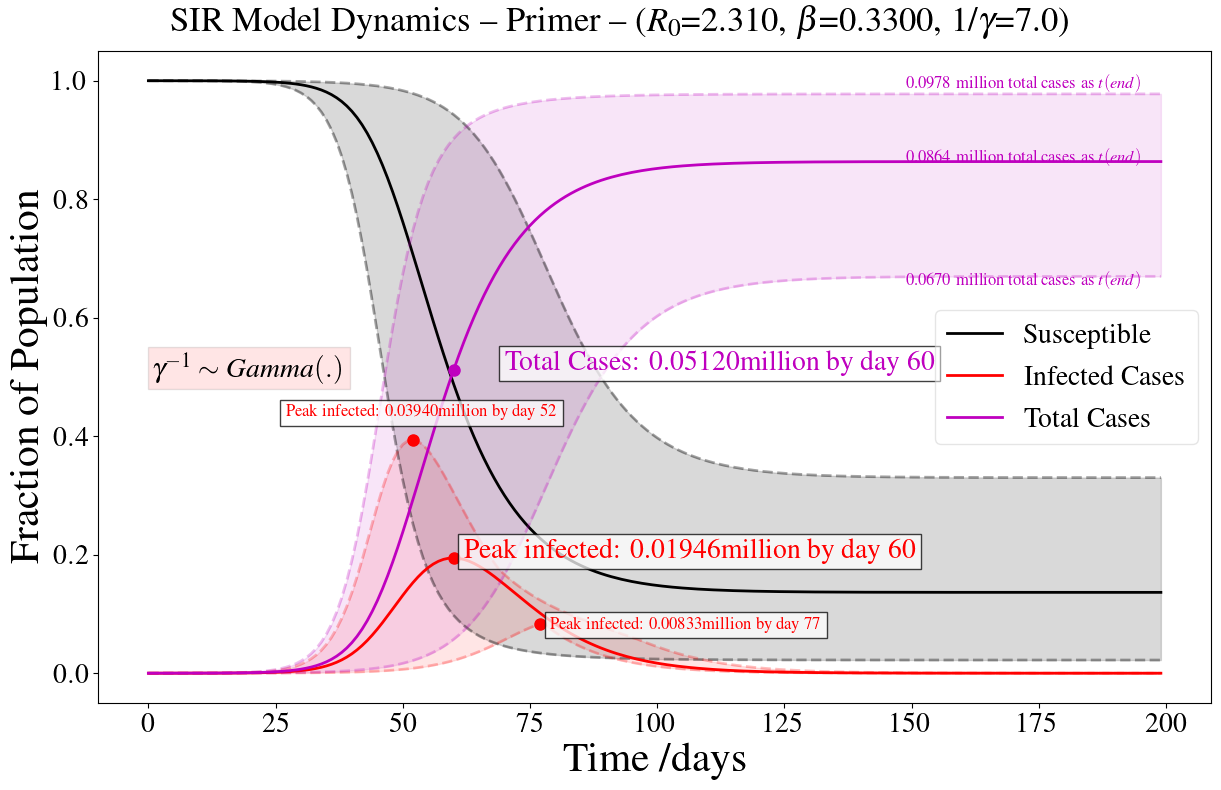 SIR Model Dynamics – Primer – (R₀=2.310, β=0.3300, 1/γ=7.0)
Fraction of Population
1.0
0.8
0.6
0.4
0.2
0.0
0.0978 million total cases as t(end)
0.0864 million total cases as t(end)
0.0670 million total cases as t(end)
Susceptible
Infected Cases
Total Cases
γ⁻¹ ∼ Gamma(.)
Total Cases: 0.05120million by day 60
Peak infected: 0.03940million by day 52
Peak infected: 0.01946million by day 60
Peak infected: 0.00833million by day 77
0 25 50 75 100 125 150 175 200
Time /days